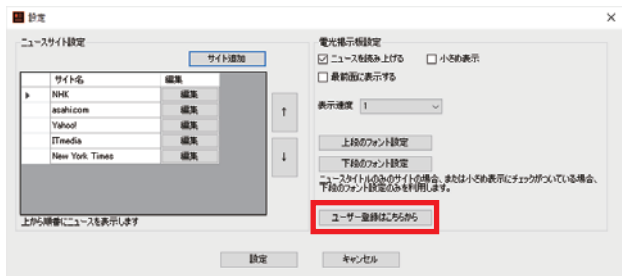 設定
ニュースサイト設定
サイト追加
サイト名 編集
NHK 編集
asahi.com 編集
Yahoo! 編集
ITmedia 編集
New York Times 編集
↑
↓
上から順番にニュースを表示します
電光掲示板設定
ニュースを読み上げる 小さめ表示
最前面に表示する
表示速度 1
上段のフォント設定
下段のフォント設定
ニュースタイトルのみのサイトの場合、または小さめ表示にチェックがついている場合、
下段のフォント設定のみを利用します。
ユーザー登録はこちらから
設定 キャンセル